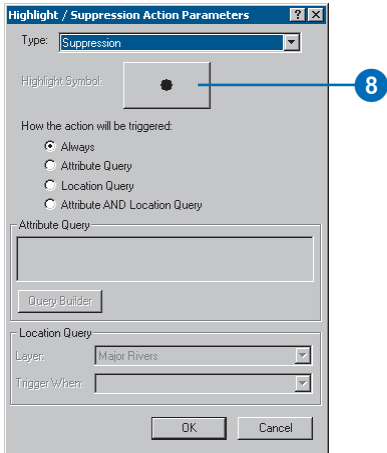 Highlight / Suppression Action Parameters
Type: Suppression
Highlight Symbol:
8
How the action will be triggered:
Always
Attribute Query
Location Query
Attribute AND Location Query
Attribute Query
Query Builder
Location Query
Layer: Major Rivers
Trigger When:
OK Cancel